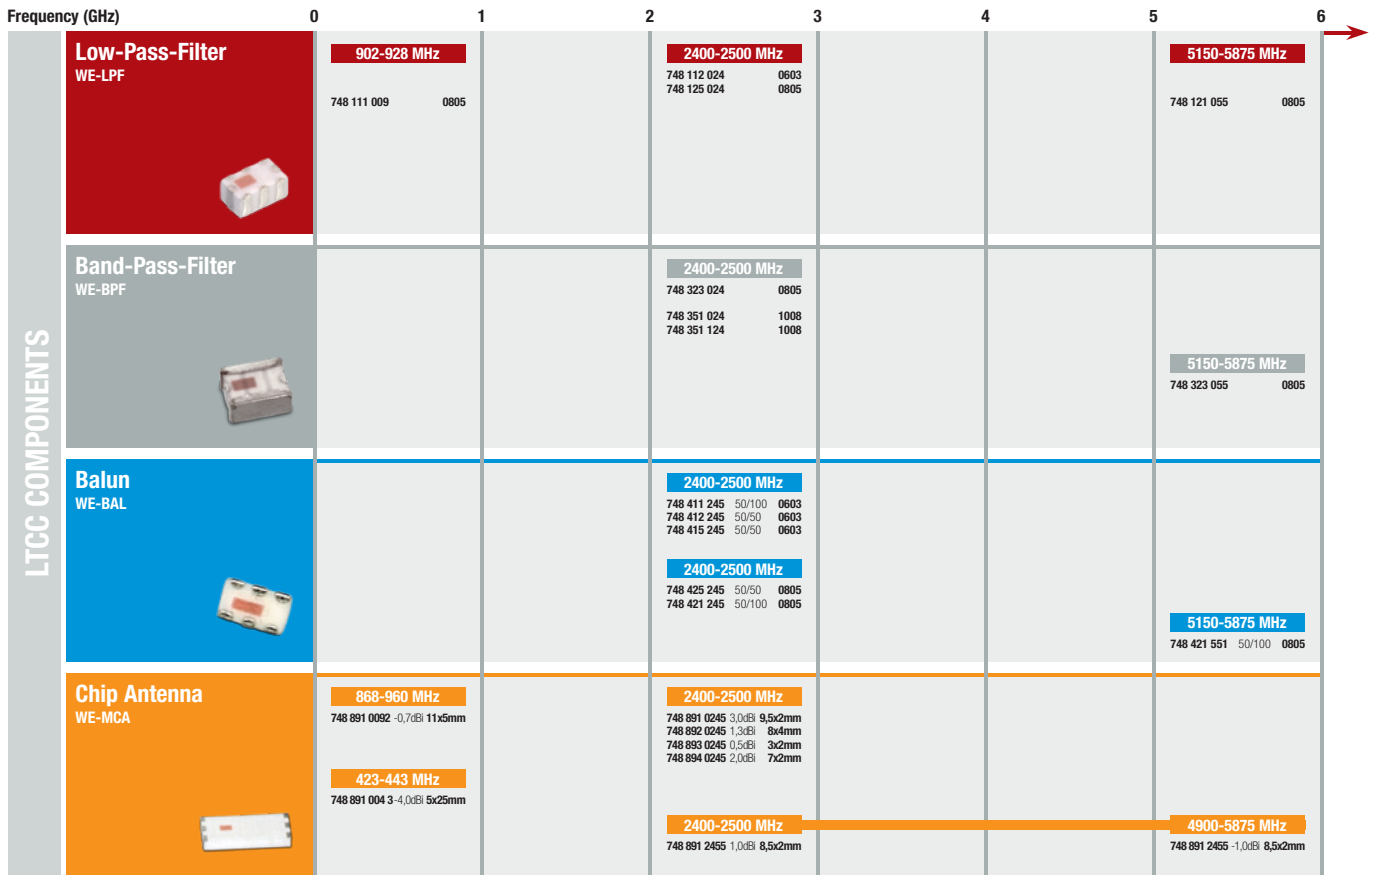 Frequency (GHz) 0 1 2 3 4 5 6
LTCC COMPONENTS
Low-Pass-Filter
WE-LPF
902-928 MHz
748 111 009 0805
2400-2500 MHz
748 112 024 0603
748 125 024 0805
5150-5875 MHz
748 121 055 0805
Band-Pass-Filter
WE-BPF
2400-2500 MHz
748 323 024 0805
748 351 024 1008
748 351 124 1008
5150-5875 MHz
748 323 055 0805
Balun
WE-BAL
2400-2500 MHz
748 411 245 50/100 0603
748 412 245 50/50 0603
748 415 245 50/50 0603
2400-2500 MHz
748 425 245 50/50 0805
748 421 245 50/100 0805
5150-5875 MHz
748 421 551 50/100 0805
Chip Antenna
WE-MCA
868-960 MHz
748 891 0092 -0,7dBi 11x5mm
423-443 MHz
748 891 004 3 -4,0dBi 5x25mm
2400-2500 MHz
748 891 0245 3,0dBi 9,5x2mm
748 892 0245 1,3dBi 8x4mm
748 893 0245 0,5dBi 3x2mm
748 894 0245 2,0dBi 7x2mm
2400-2500 MHz
748 891 2455 1,0dBi 8,5x2mm
4900-5875 MHz
748 891 2455 -1,0dBi 8,5x2mm